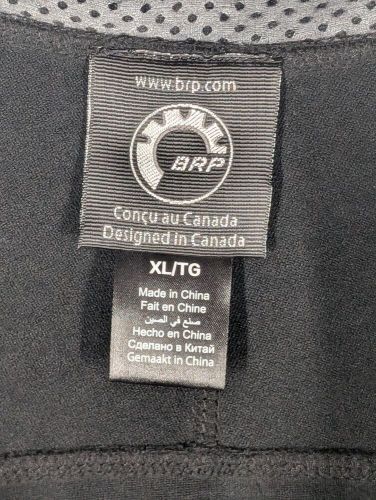 www.brp.com
BRP
Conçu au Canada
Designed in Canada
XL/TG
Made in China
Fait en Chine
صنع في الصين
Hecho en China
Сделано в Китай
Gemaakt in China